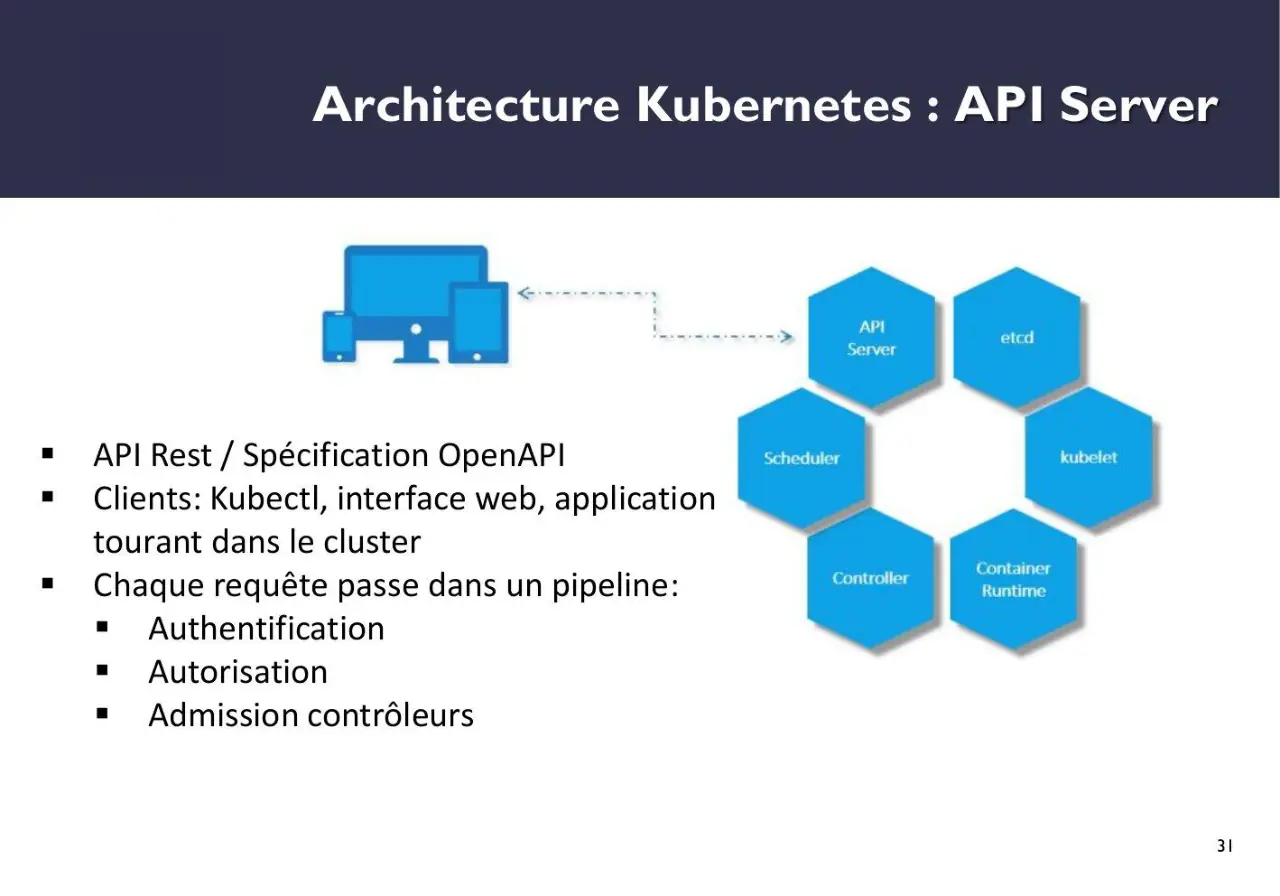 Architecture Kubernetes : API Server
API
Server
etcd
Scheduler
kubelet
Controller
Container
Runtime
▪ API Rest / Spécification OpenAPI
▪ Clients: Kubectl, interface web, application
tourant dans le cluster
▪ Chaque requête passe dans un pipeline:
▪ Authentification
▪ Autorisation
▪ Admission contrôleurs
31